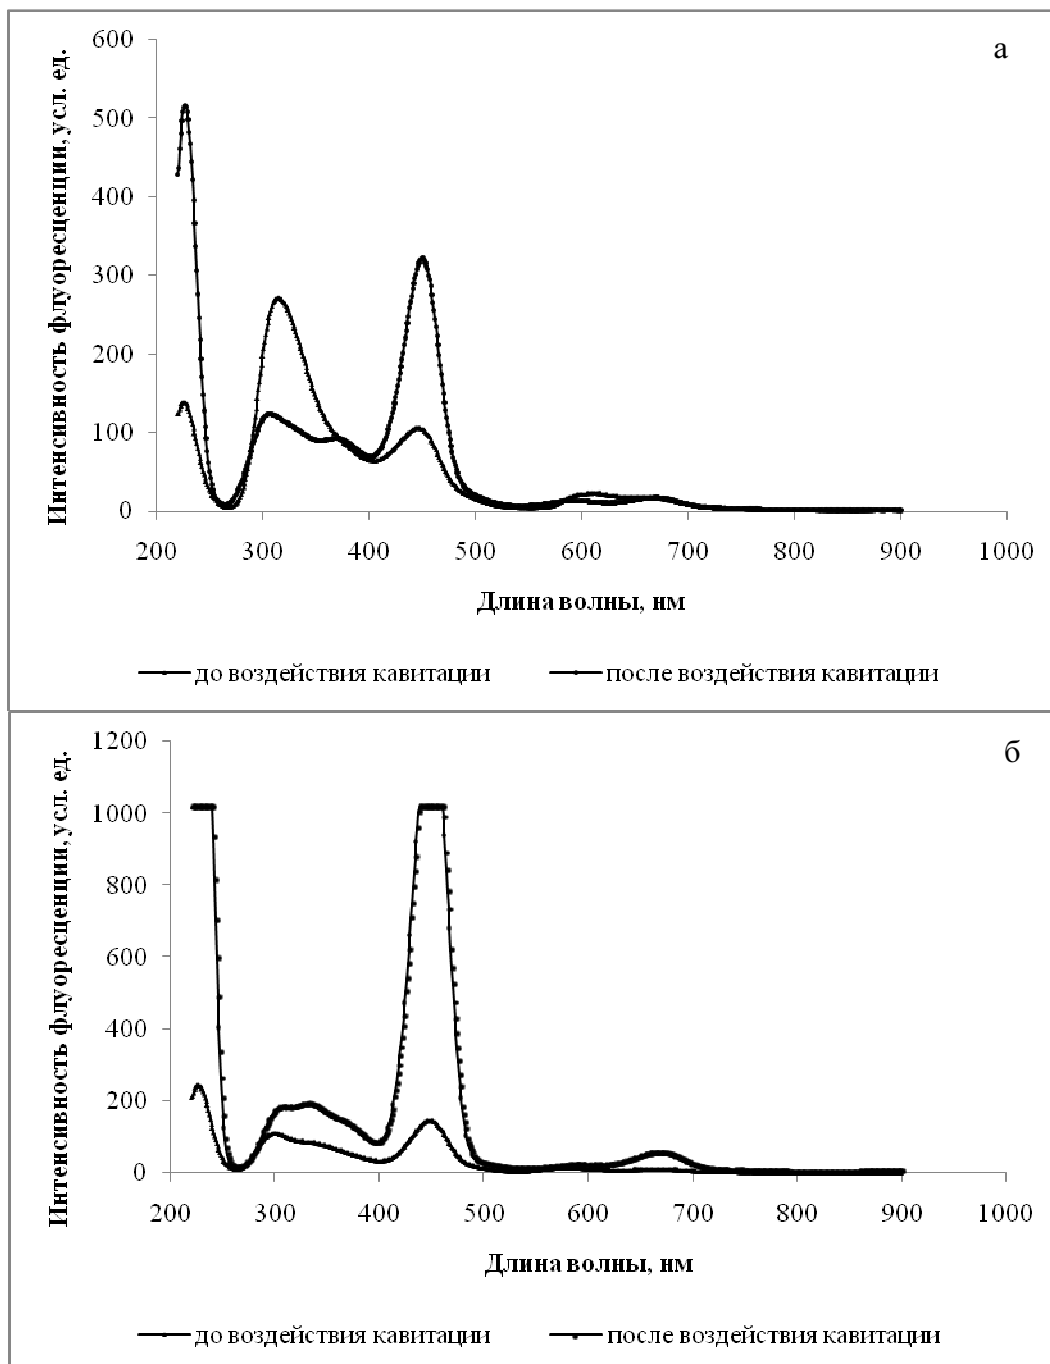 а
Интенсивность флуоресценции, усл. ед.
600
500
400
300
200
100
0
200 300 400 500 600 700 800 900 1000
Длина волны, нм
до воздействия кавитации после воздействия кавитации
б
Интенсивность флуоресценции, усл. ед.
1200
1000
800
600
400
200
0
200 300 400 500 600 700 800 900 1000
Длина волны, нм
до воздействия кавитации после воздействия кавитации